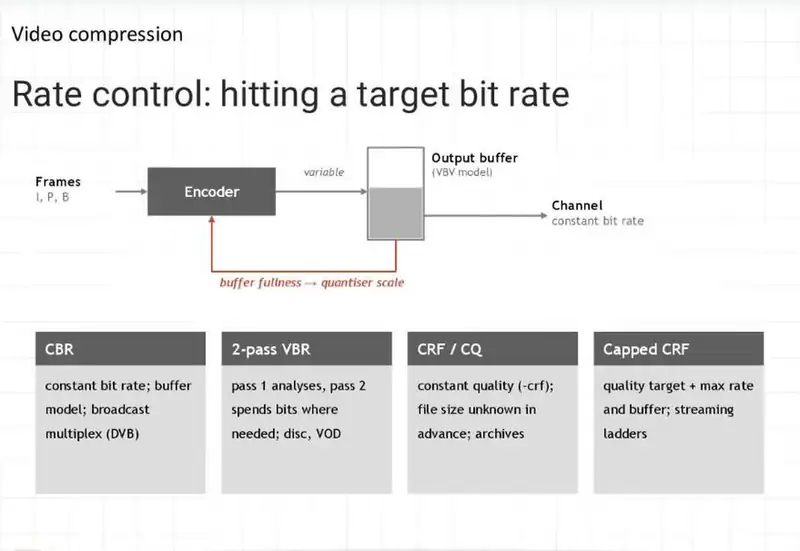 Video compression
Rate control: hitting a target bit rate
Frames
I, P, B
Encoder
variable
Output buffer
(VBV model)
Channel
constant bit rate
buffer fullness → quantiser scale
CBR
constant bit rate; buffer
model; broadcast
multiplex (DVB)
2-pass VBR
pass 1 analyses, pass 2
spends bits where
needed; disc, VOD
CRF / CQ
constant quality (-crf);
file size unknown in
advance; archives
Capped CRF
quality target + max rate
and buffer; streaming
ladders